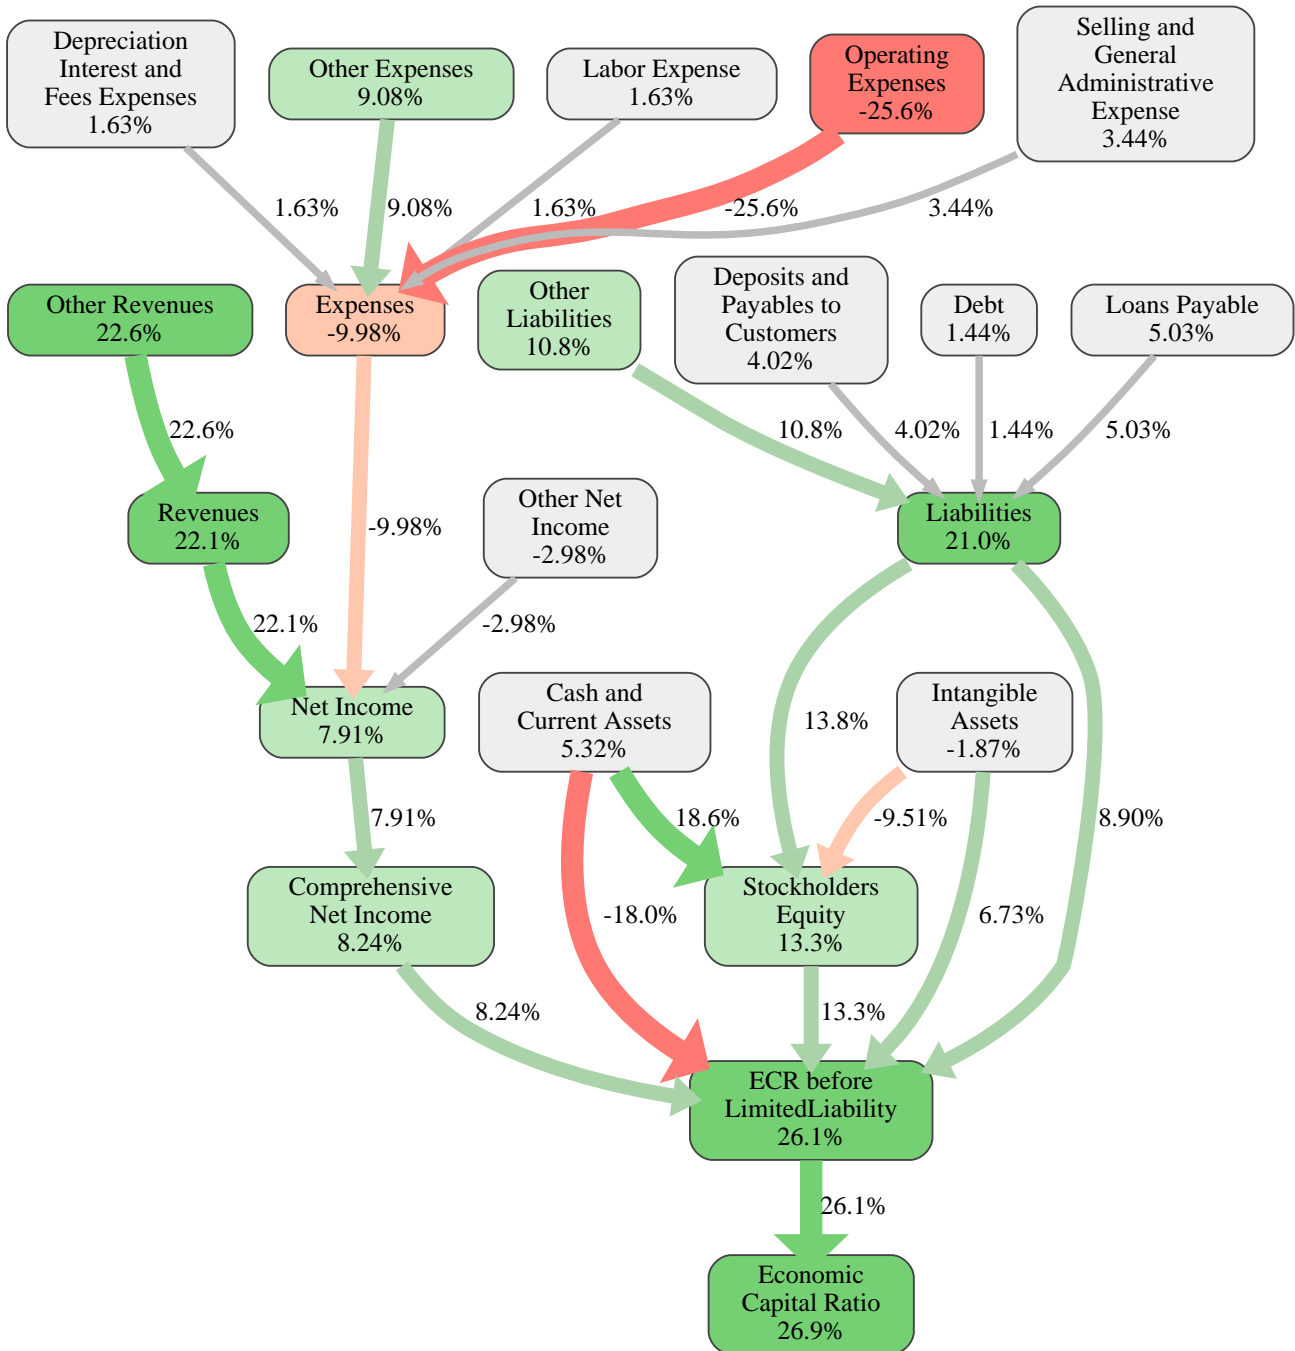 Depreciation
Interest and
Fees Expenses
1.63%
Other Expenses
9.08%
Labor Expense
1.63%
Operating
Expenses
-25.6%
Selling and
General
Administrative
Expense
3.44%
1.63%
9.08%
1.63%
-25.6%
3.44%
Other Revenues
22.6%
Expenses
-9.98%
Other
Liabilities
10.8%
Deposits and
Payables to
Customers
4.02%
Debt
1.44%
Loans Payable
5.03%
22.6%
10.8%
4.02%
1.44%
5.03%
Revenues
22.1%
-9.98%
Other Net
Income
-2.98%
Liabilities
21.0%
22.1%
-2.98%
Net Income
7.91%
Cash and
Current Assets
5.32%
13.8%
Intangible
Assets
-1.87%
7.91%
18.6%
-9.51%
8.90%
Comprehensive
Net Income
8.24%
-18.0%
Stockholders
Equity
13.3%
6.73%
8.24%
13.3%
ECR before
LimitedLiability
26.1%
26.1%
Economic
Capital Ratio
26.9%